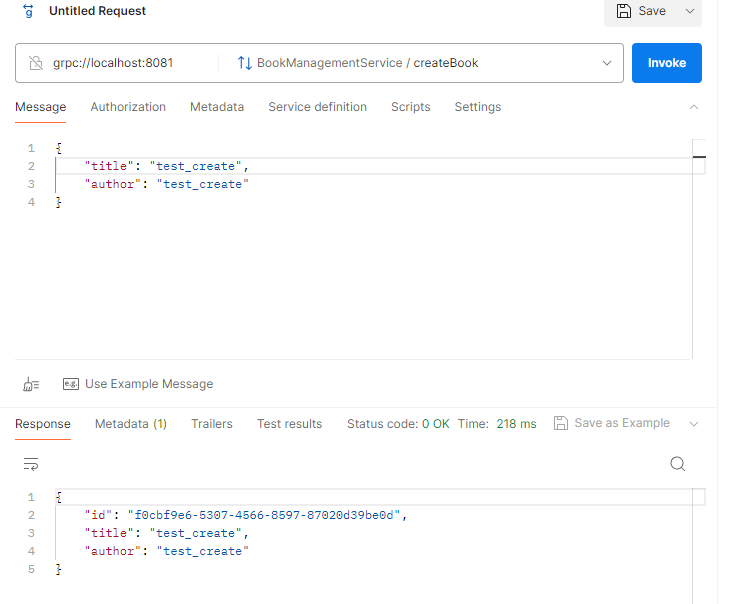 Untitled Request
Save
grpc://localhost:8081
BookManagementService / createBook
Invoke
Message Authorization Metadata Service definition Scripts Settings
1 {
2 "title": "test_create",
3 "author": "test_create"
4 }
e.g. Use Example Message
Response Metadata (1) Trailers Test results Status code: 0 OK Time: 218 ms Save as Example
1 {
2 "id": "f0cbf9e6-5307-4566-8597-87020d39be0d",
3 "title": "test_create",
4 "author": "test_create"
5 }